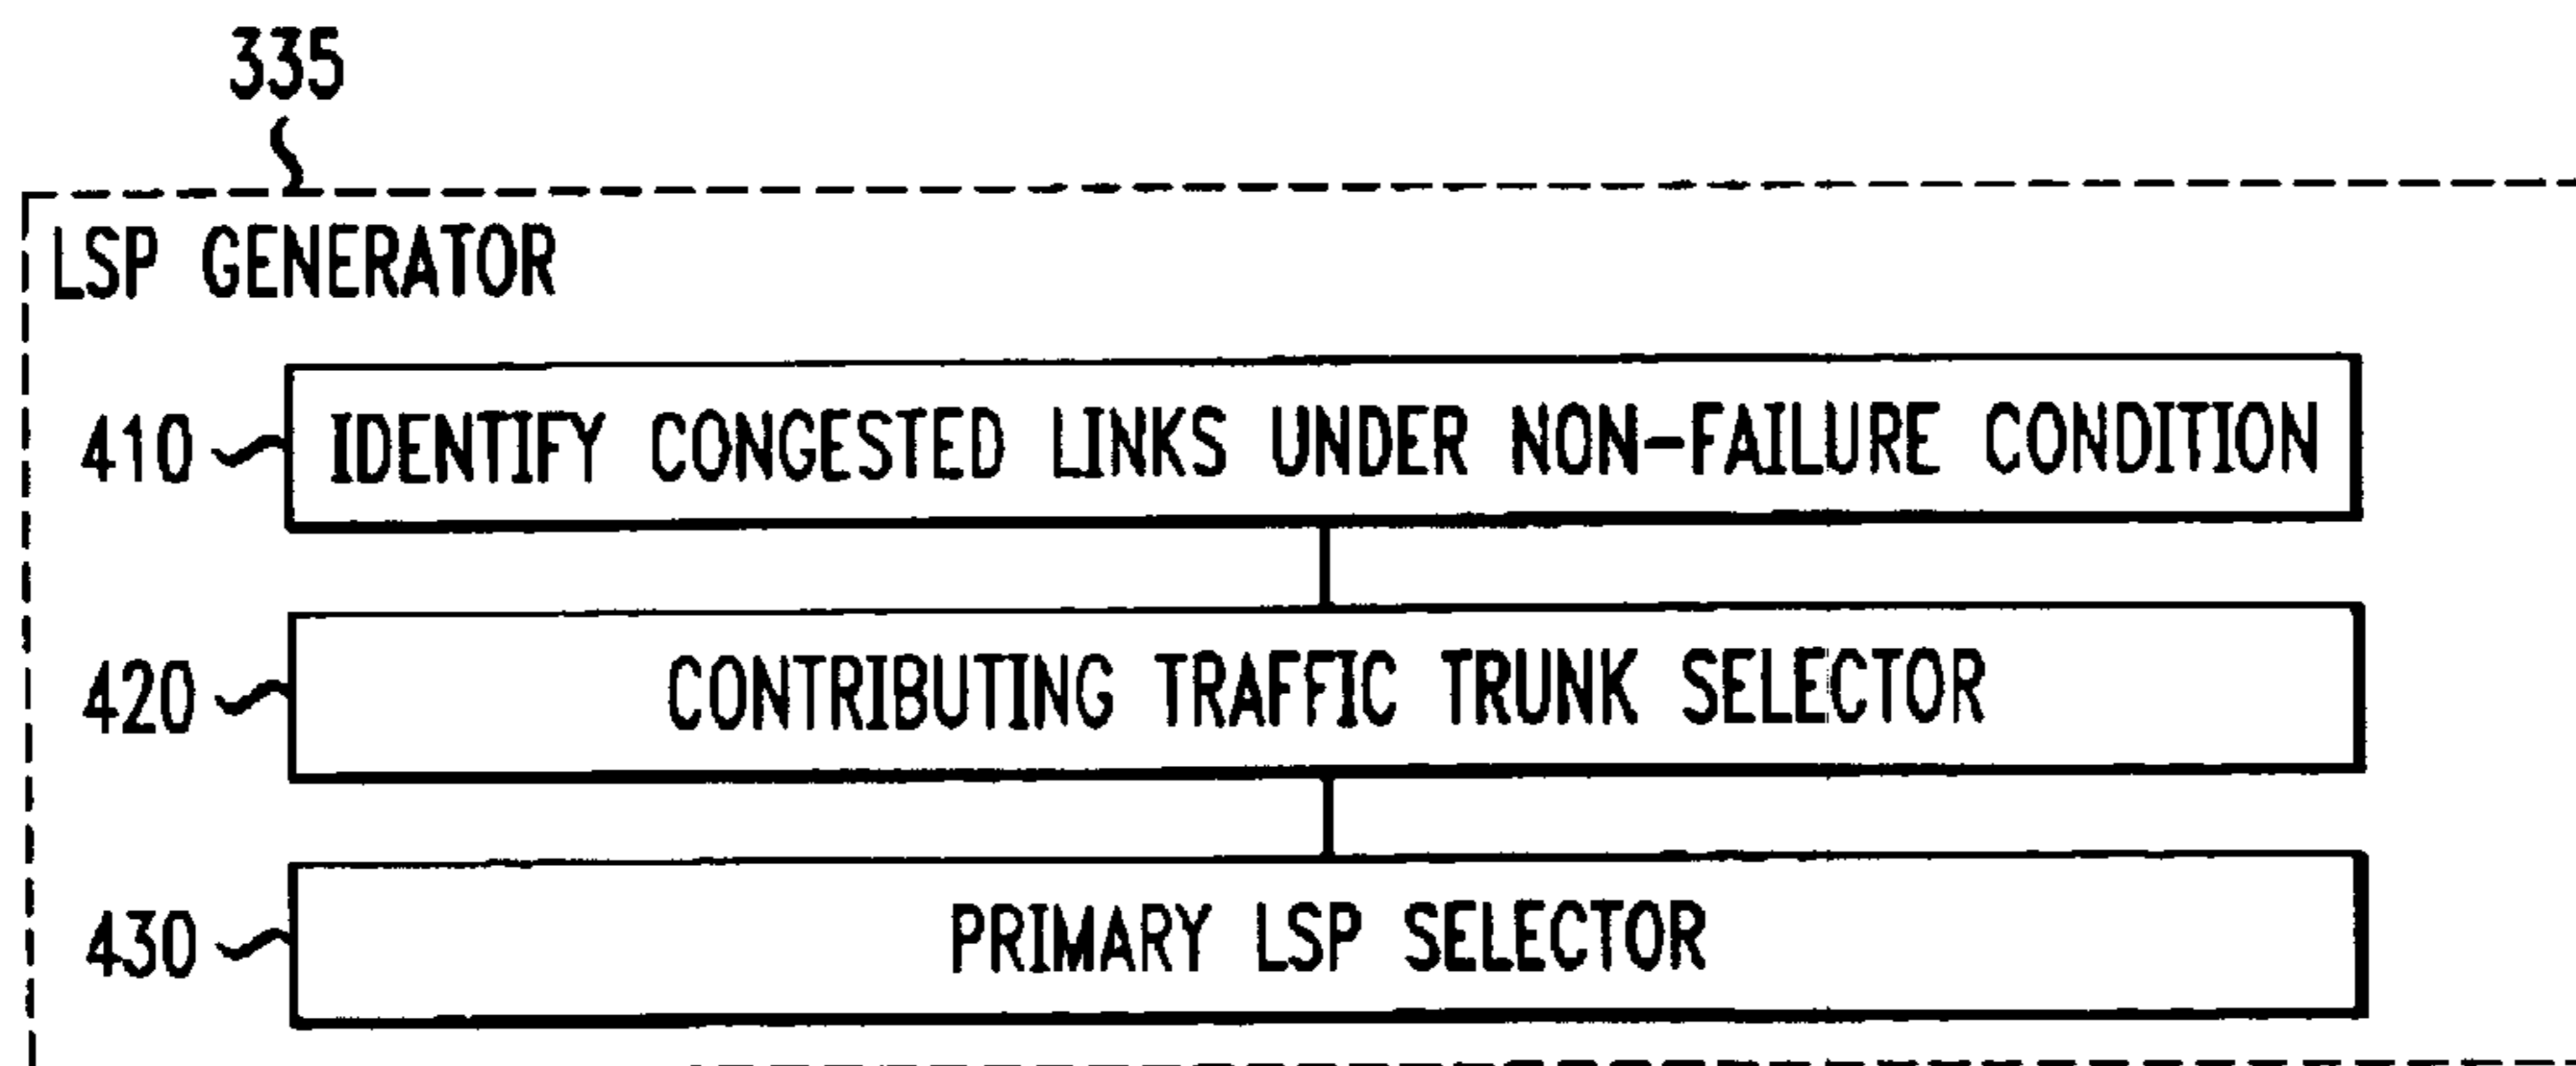 335
LSP GENERATOR
410 IDENTIFY CONGESTED LINKS UNDER NON-FAILURE CONDITION
420 CONTRIBUTING TRAFFIC TRUNK SELECTOR
430 PRIMARY LSP SELECTOR